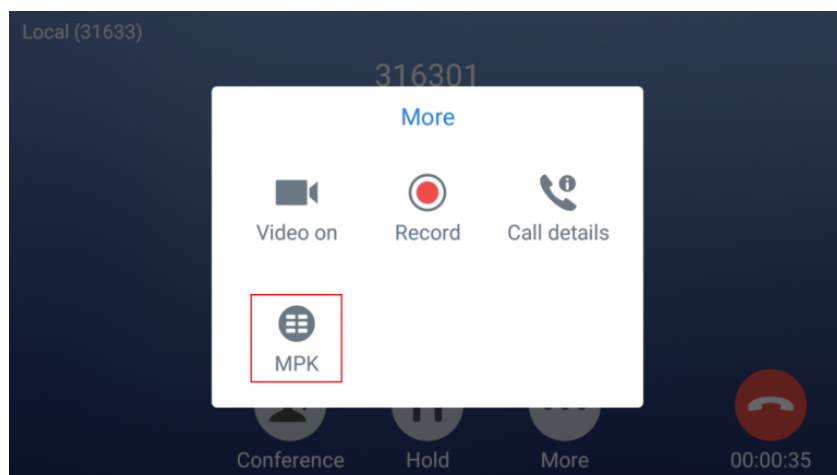 Local (31633)
316301
More
Video on
Record
Call details
MPK
Conference
Hold
More
00:00:35